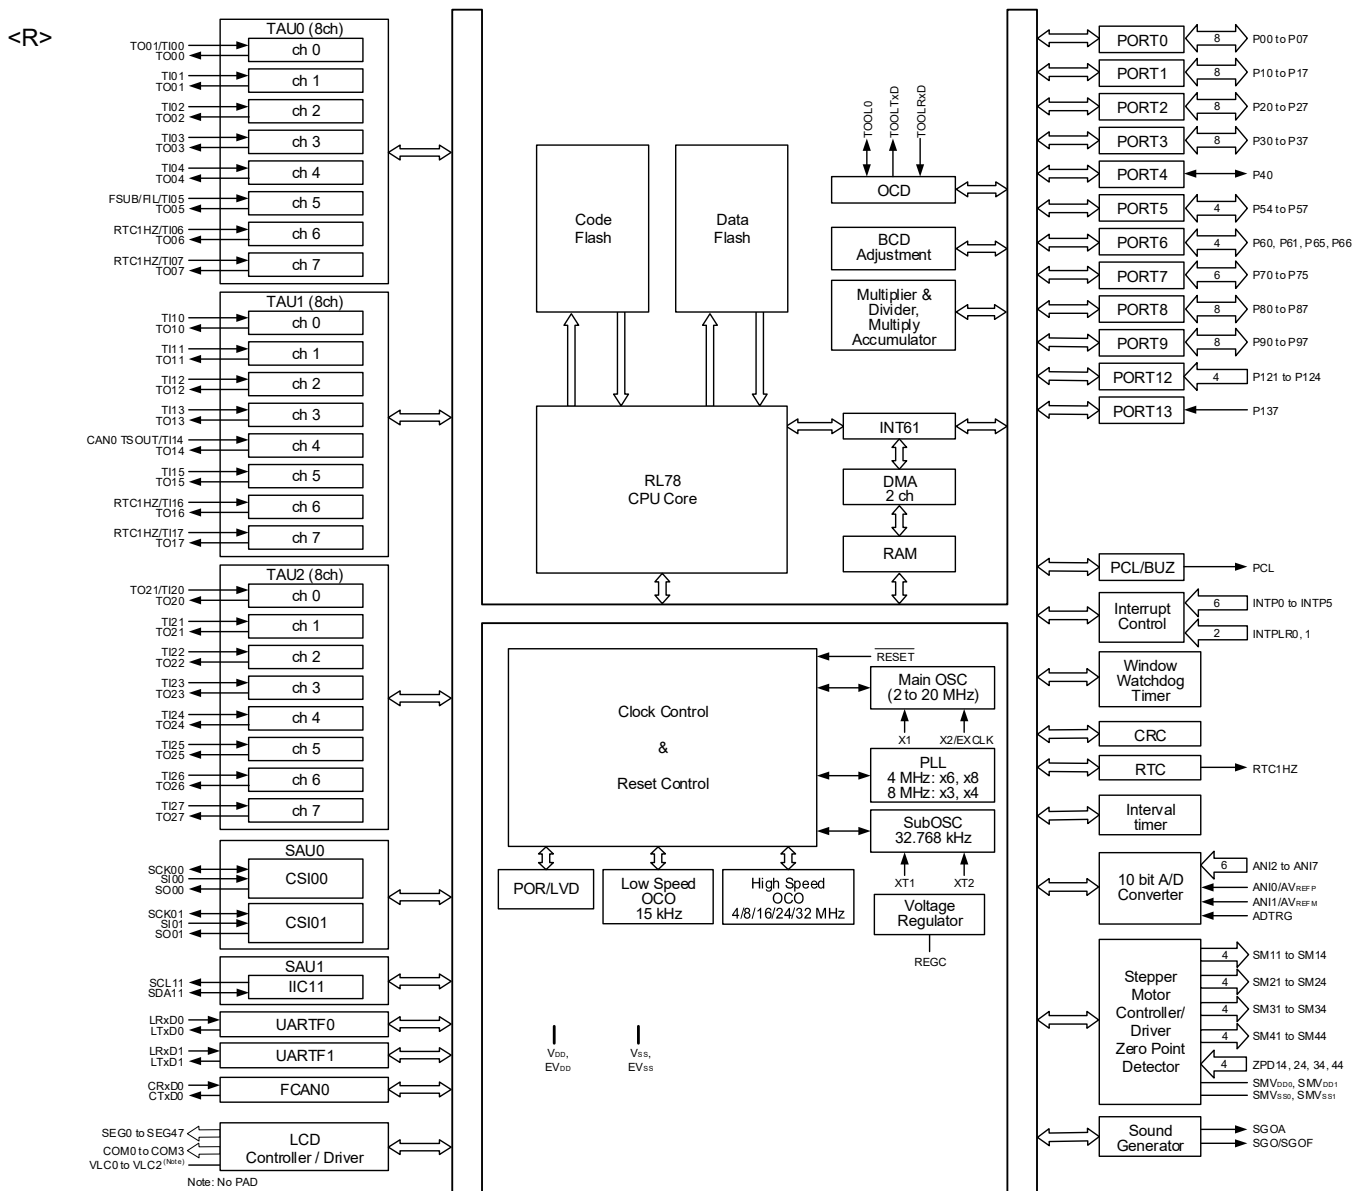 <R>
TAU0 (8ch)
TO01/TI00
TO00
ch 0
TI01
TO01
ch 1
TI02
TO02
ch 2
TI03
TO03
ch 3
TI04
TO04
ch 4
FSUB/FIL/TI05
TO05
ch 5
RTC1HZ/TI06
TO06
ch 6
RTC1HZ/TI07
TO07
ch 7
TAU1 (8ch)
TI10
TO10
ch 0
TI11
TO11
ch 1
TI12
TO12
ch 2
TI13
TO13
ch 3
CAN0 TSOUT/TI14
TO14
ch 4
TI15
TO15
ch 5
RTC1HZ/TI16
TO16
ch 6
RTC1HZ/TI17
TO17
ch 7
TAU2 (8ch)
TO21/TI20
TO20
ch 0
TI21
TO21
ch 1
TI22
TO22
ch 2
TI23
TO23
ch 3
TI24
TO24
ch 4
TI25
TO25
ch 5
TI26
TO26
ch 6
TI27
TO27
ch 7
SAU0
SCK00
SI00
SO00
CSI00
SCK01
SI01
SO01
CSI01
SAU1
SCL11
SDA11
IIC11
LRxD0
LTxD0
UARTF0
LRxD1
LTxD1
UARTF1
CRxD0
CTxD0
FCAN0
SEG0 to SEG47
COM0 to COM3
VLC0 to VLC2(Note)
LCD
Controller / Driver
Note: No PAD
Code
Flash
Data
Flash
TOOL0
TOOLTxD
TOOLRxD
OCD
BCD
Adjustment
Multiplier &
Divider,
Multiply
Accumulator
RL78
CPU Core
INT61
DMA
2 ch
RAM
Clock Control
&
Reset Control
RESET
Main OSC
(2 to 20 MHz)
X1
X2/EXCLK
PLL
4 MHz: x6, x8
8 MHz: x3, x4
SubOSC
32.768 kHz
XT1
XT2
POR/LVD
Low Speed
OCO
15 kHz
High Speed
OCO
4/8/16/24/32 MHz
Voltage
Regulator
REGC
VDD,
EVDD
VSS,
EVSS
PORT0
8
P00 to P07
PORT1
8
P10 to P17
PORT2
8
P20 to P27
PORT3
8
P30 to P37
PORT4
P40
PORT5
4
P54 to P57
PORT6
4
P60, P61, P65, P66
PORT7
6
P70 to P75
PORT8
8
P80 to P87
PORT9
8
P90 to P97
PORT12
4
P121 to P124
PORT13
P137
PCL/BUZ
PCL
Interrupt
Control
6
INTP0 to INTP5
2
INTPLR0, 1
Window
Watchdog
Timer
CRC
RTC
RTC1HZ
Interval
timer
10 bit A/D
Converter
6
ANI2 to ANI7
ANI0/AVREFP
ANI1/AVREFM
ADTRG
Stepper
Motor
Controller/
Driver
Zero Point
Detector
4
SM11 to SM14
4
SM21 to SM24
4
SM31 to SM34
4
SM41 to SM44
4
ZPD14, 24, 34, 44
SMVDD0, SMVDD1
SMVSS0, SMVSS1
Sound
Generator
SGOA
SGO/SGOF